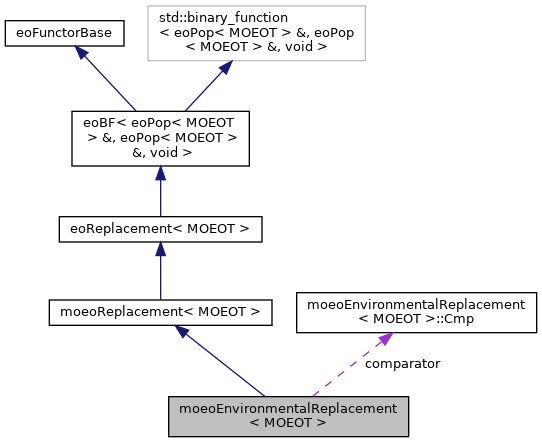 std::binary_function
< eoPop< MOEOT > &, eoPop
< MOEOT > &, void >
eoFunctorBase
eoBF< eoPop< MOEOT
> &, eoPop< MOEOT >
&, void >
eoReplacement< MOEOT >
moeoReplacement< MOEOT >
moeoEnvironmentalReplacement
< MOEOT >::Cmp
comparator
moeoEnvironmentalReplacement
< MOEOT >